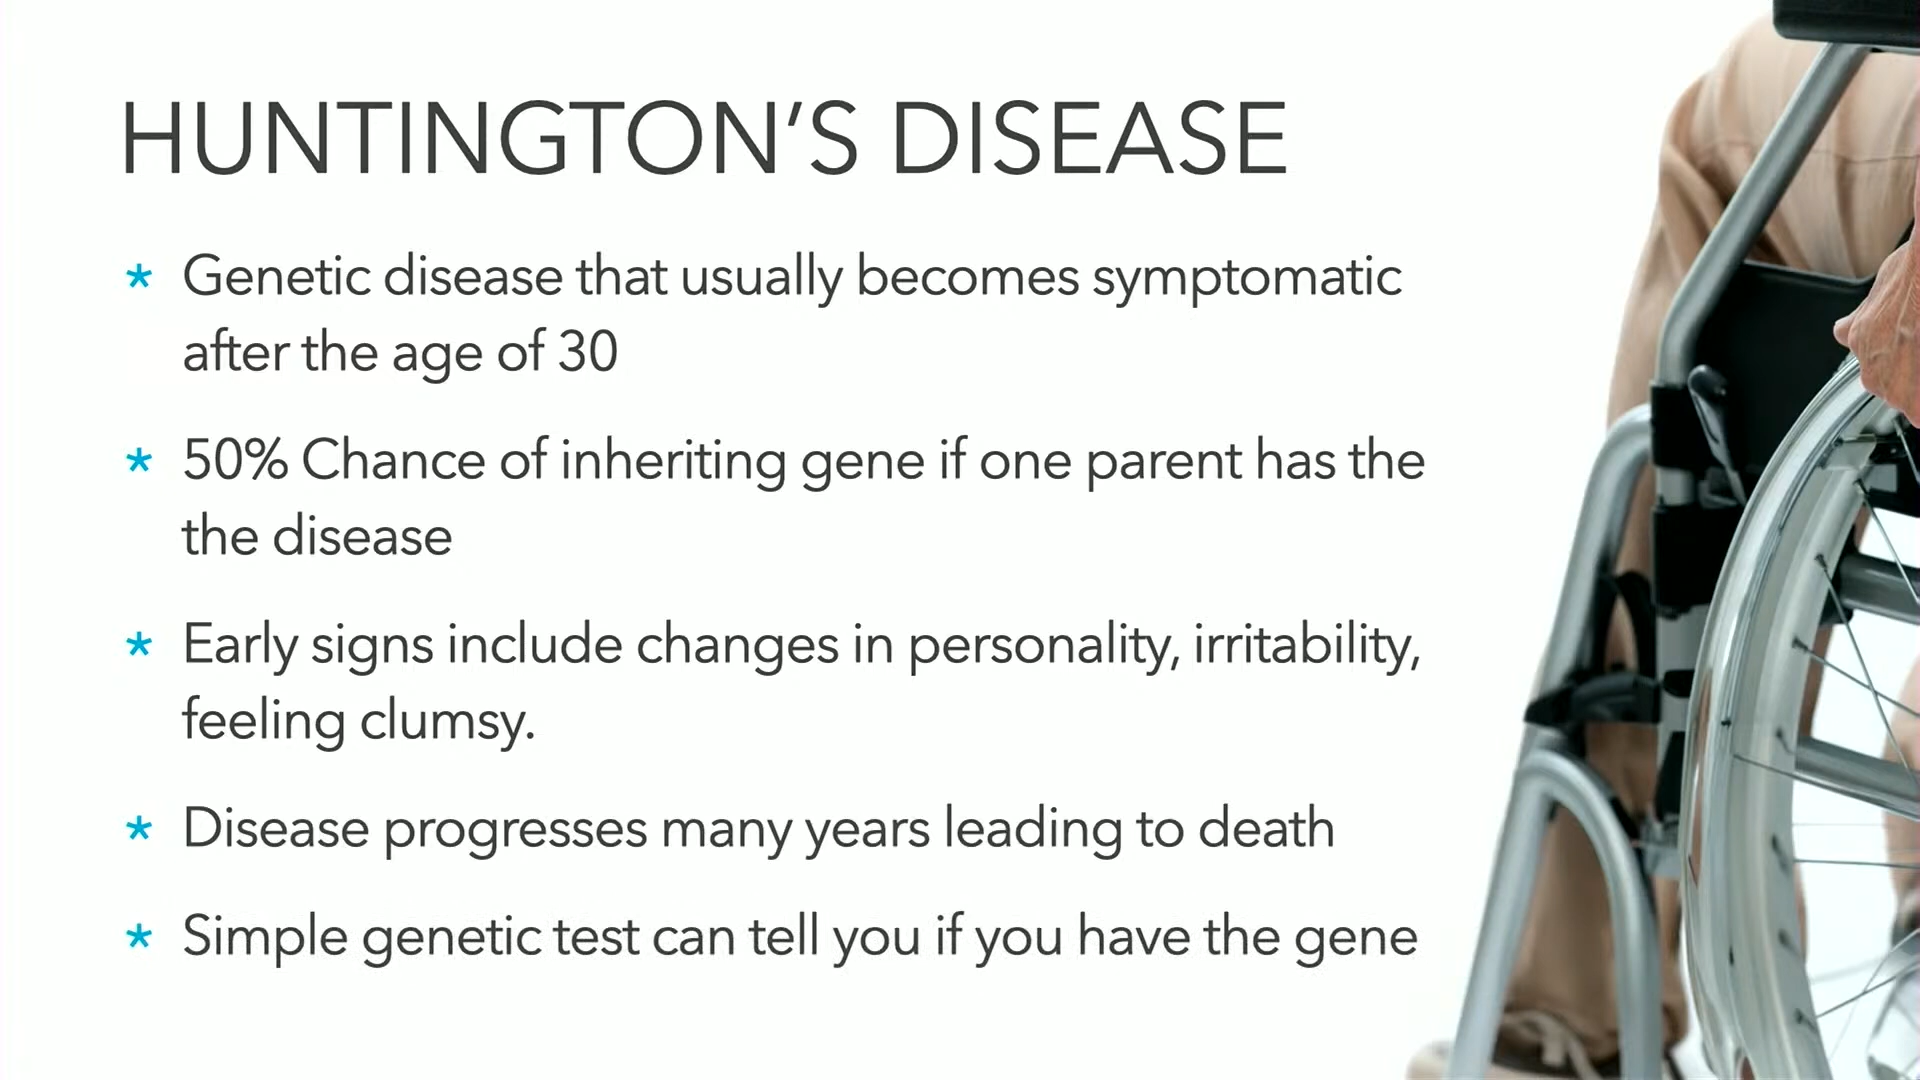 HUNTINGTON’S DISEASE
* Genetic disease that usually becomes symptomatic
after the age of 30
* 50% Chance of inheriting gene if one parent has the
the disease
* Early signs include changes in personality, irritability,
feeling clumsy.
* Disease progresses many years leading to death
* Simple genetic test can tell you if you have the gene